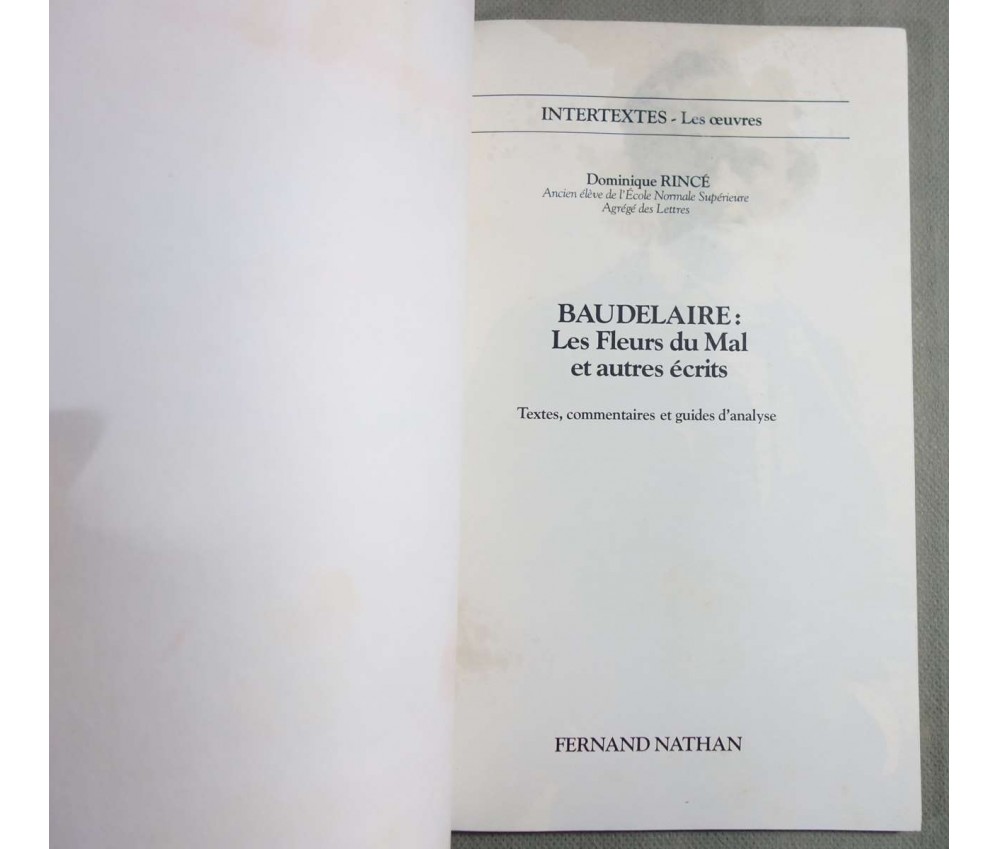 INTERTEXTES - Les œuvres
Dominique RINCÉ
Ancien élève de l'École Normale Supérieure
Agrégé des Lettres
BAUDELAIRE :
Les Fleurs du Mal
et autres écrits
Textes, commentaires et guides d'analyse
FERNAND NATHAN